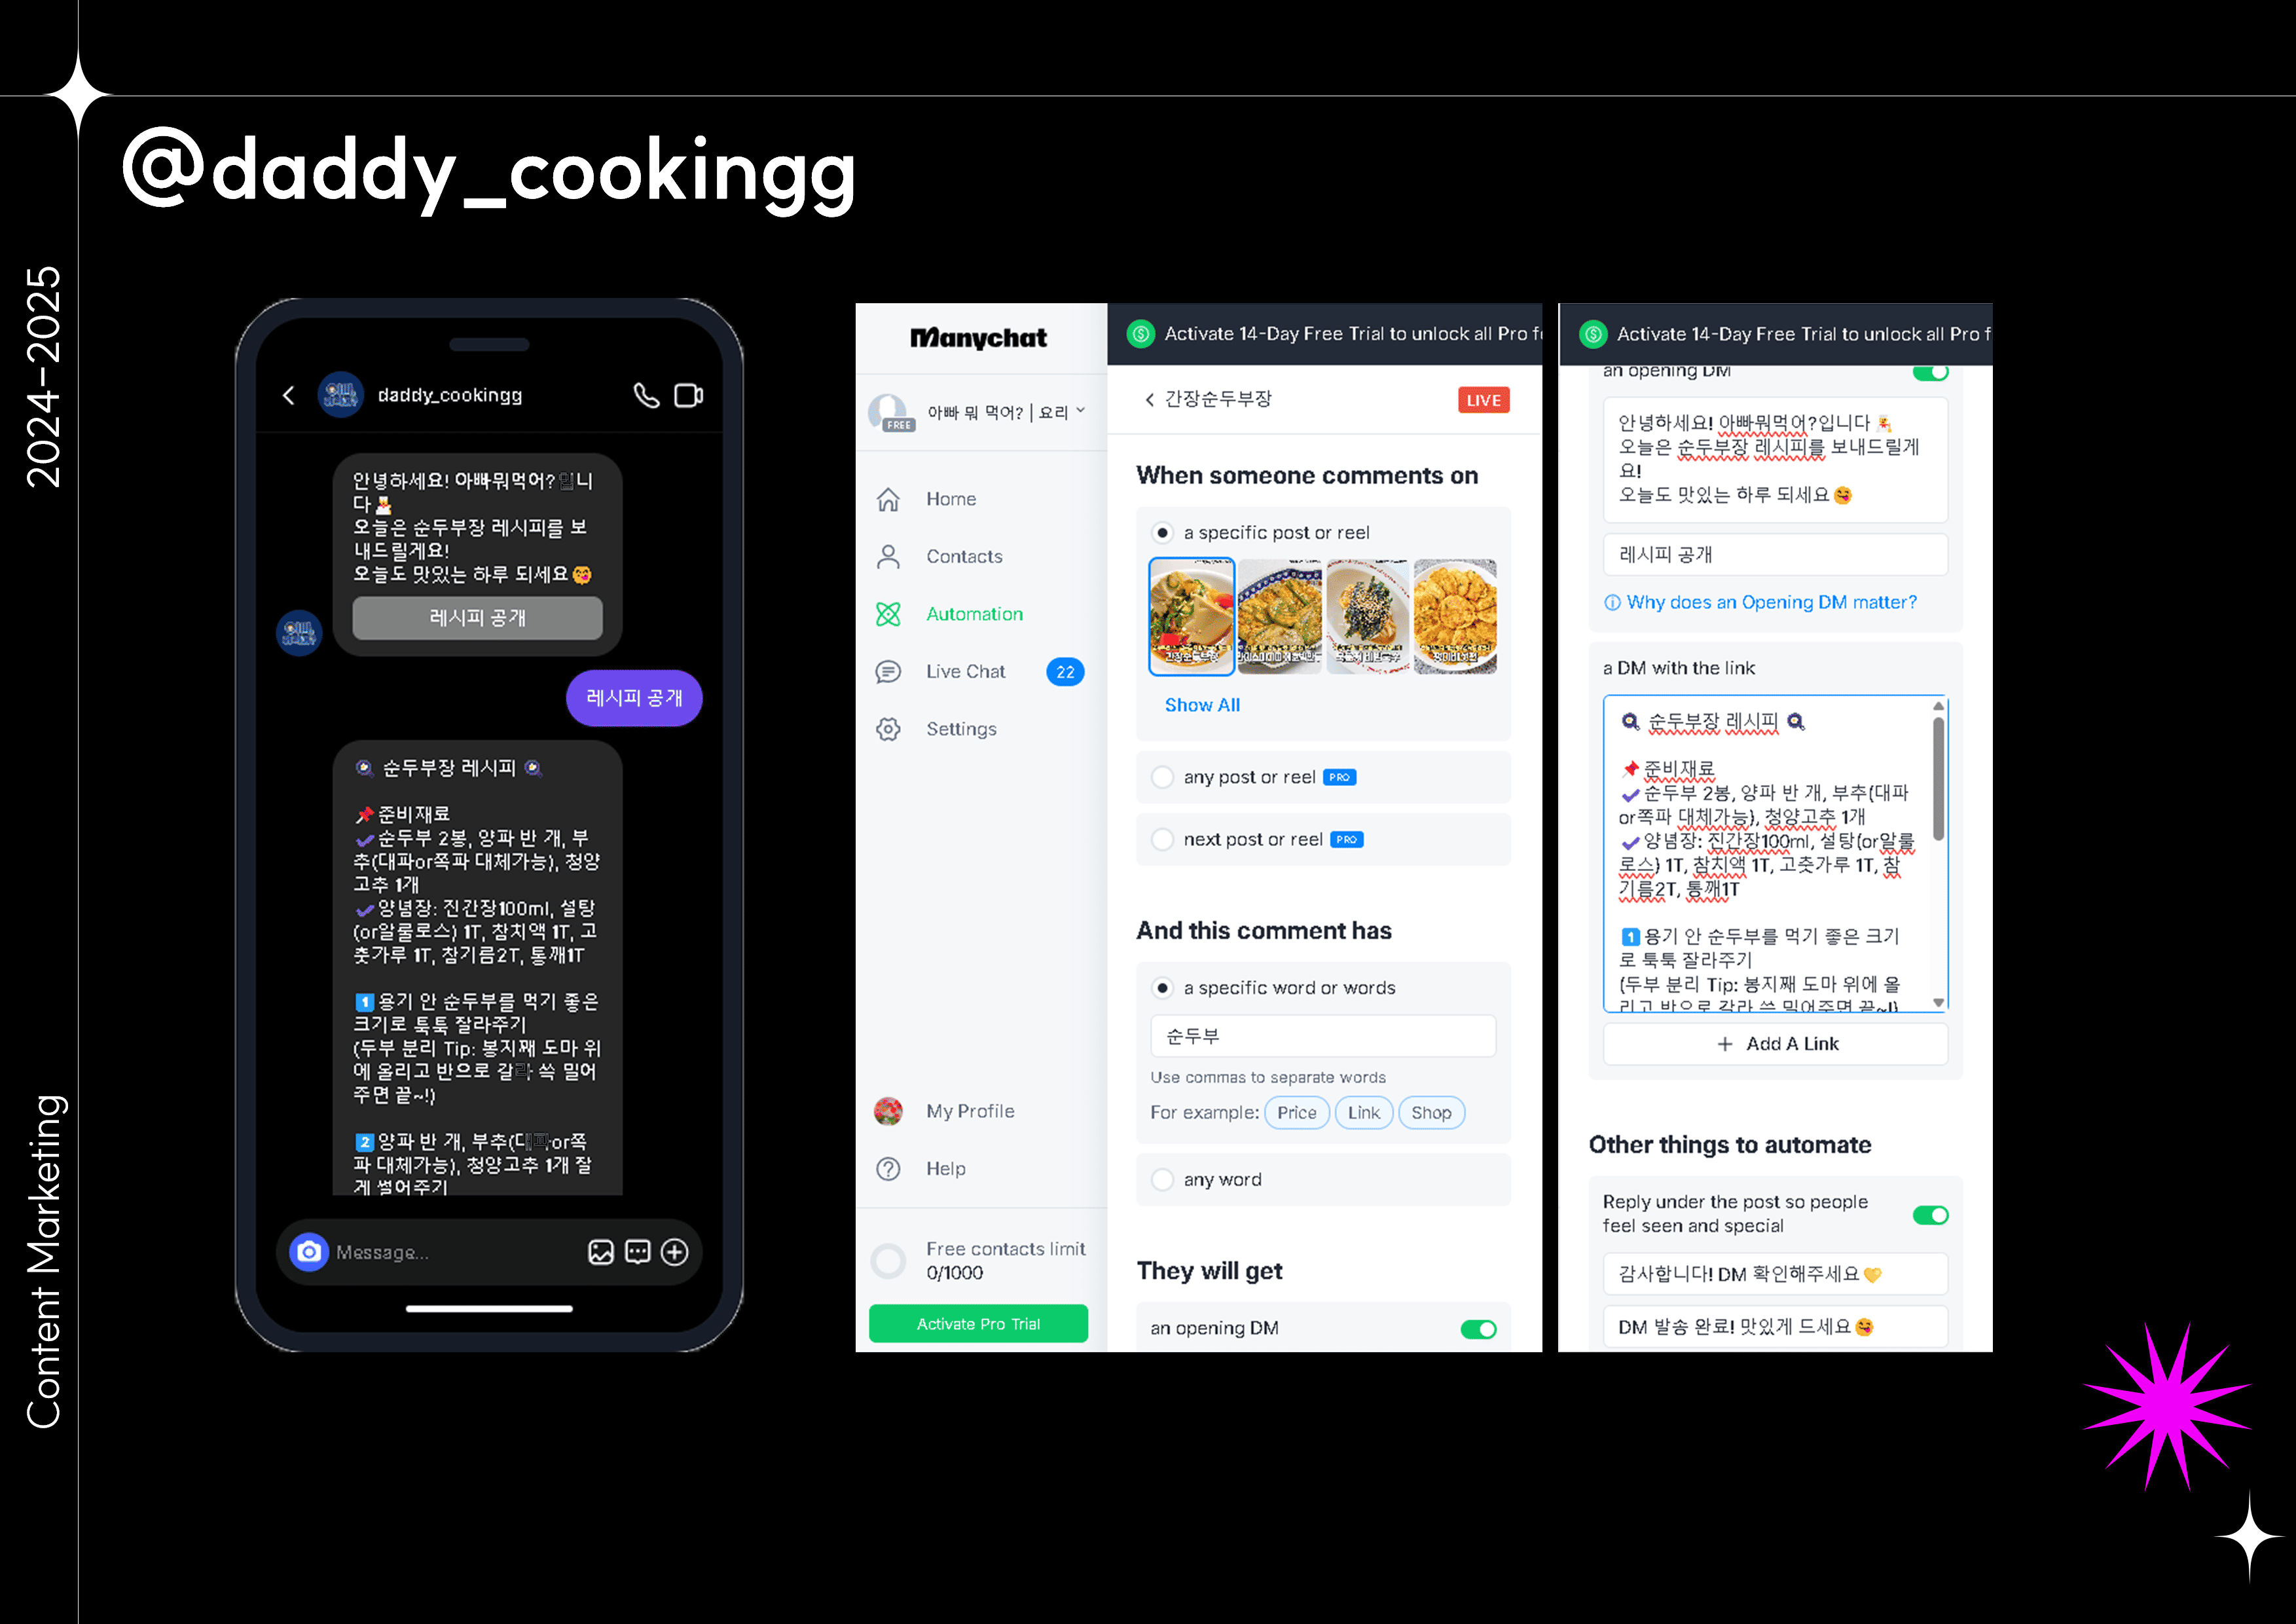 @daddy_cookingg
2024-2025
Content Marketing
daddy_cookingg
안녕하세요! 아빠뭐먹어?입니
다
오늘은 순두부장 레시피를 보
내드릴게요!
오늘도 맛있는 하루 되세요
레시피 공개
레시피 공개
순두부장 레시피
준비재료
순두부 2봉, 양파 반 개, 부
추(대파or쪽파 대체가능), 청양
고추 1개
양념장: 진간장100ml, 설탕
(or알룰로스) 1T, 참치액 1T, 고
춧가루 1T, 참기름2T, 통깨1T
1 용기 안 순두부를 먹기 좋은
크기로 툭툭 잘라주기
(두부 분리 Tip: 봉지째 도마 위
에 올리고 반으로 갈라 쓱 밀어
주면 끝~!)
2 양파 반 개, 부추(대파or쪽
파 대체가능), 청양고추 1개 잘
게 썰어주기
Message...
Manychat
FREE
아빠 뭐 먹어? | 요리
Home
Contacts
Automation
Live Chat 22
Settings
My Profile
Help
Free contacts limit
0/1000
Activate Pro Trial
Activate 14-Day Free Trial to unlock all Pro f
간장순두부장
LIVE
When someone comments on
a specific post or reel
간장순두부장
Show All
any post or reel PRO
next post or reel PRO
And this comment has
a specific word or words
순두부
Use commas to separate words
For example: Price Link Shop
any word
They will get
an opening DM
Activate 14-Day Free Trial to unlock all Pro f
an opening DM
안녕하세요! 아빠뭐먹어?입니다
오늘은 순두부장 레시피를 보내드릴게
요!
오늘도 맛있는 하루 되세요
레시피 공개
Why does an Opening DM matter?
a DM with the link
순두부장 레시피
준비재료
순두부 2봉, 양파 반 개, 부추(대파
or쪽파 대체가능), 청양고추 1개
양념장: 진간장100ml, 설탕(or알룰
로스) 1T, 참치액 1T, 고춧가루 1T, 참
기름2T, 통깨1T
1 용기 안 순두부를 먹기 좋은 크기
로 툭툭 잘라주기
(두부 분리 Tip: 봉지째 도마 위에 올
리고 반으로 갈라 쓱 밀어주면 끝~!)
+ Add A Link
Other things to automate
Reply under the post so people
feel seen and special
감사합니다! DM 확인해주세요
DM 발송 완료! 맛있게 드세요